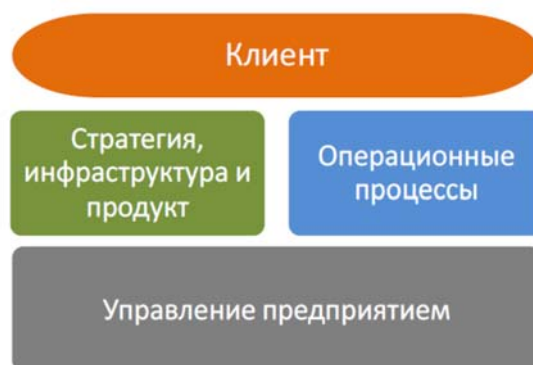 Клиент
Стратегия,
инфраструктура и
продукт
Операционные
процессы
Управление предприятием